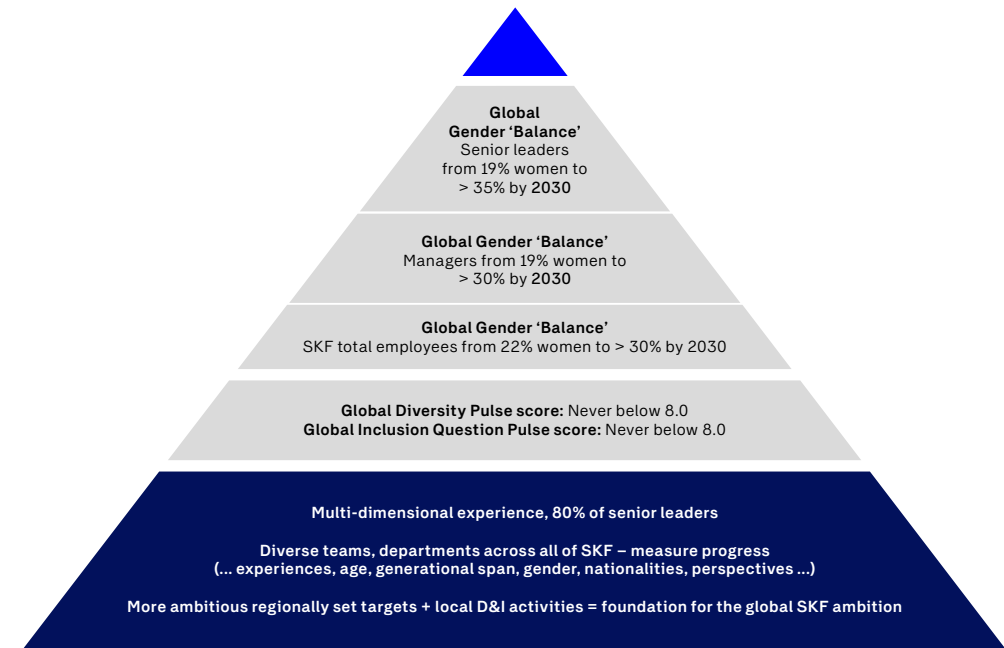 Global
Gender ‘Balance’
Senior leaders
from 19% women to
> 35% by 2030
Global Gender ‘Balance’
Managers from 19% women to
> 30% by 2030
Global Gender ‘Balance’
SKF total employees from 22% women to > 30% by 2030
Global Diversity Pulse score: Never below 8.0
Global Inclusion Question Pulse score: Never below 8.0
Multi-dimensional experience, 80% of senior leaders
Diverse teams, departments across all of SKF – measure progress
(... experiences, age, generational span, gender, nationalities, perspectives ...)
More ambitious regionally set targets + local D&I activities = foundation for the global SKF ambition